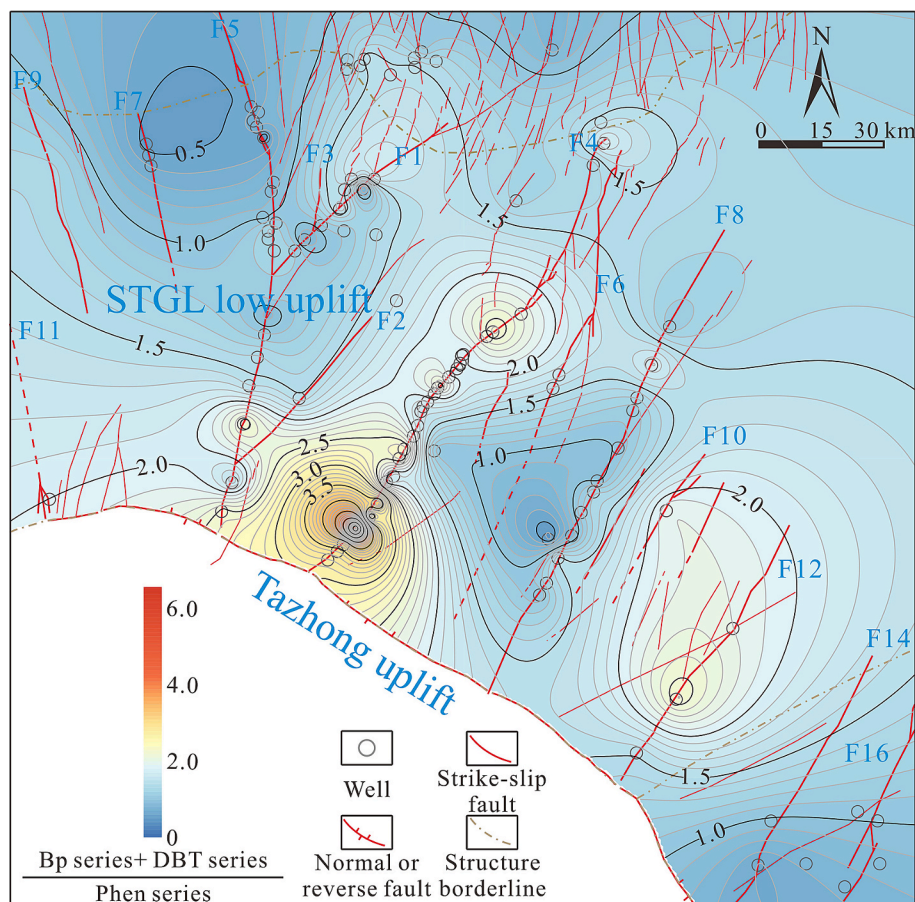 F5
N
F9
F7
0 15 30 km
F3
F1
F4
0.5
1.5
1.5
F8
1.0
F6
STGL low uplift
F11
F2
1.5
2.0
1.5
F10
2.5
1.0
2.0
3.0
2.0
3.5
F12
Tazhong uplift
6.0
F14
4.0
2.0
1.5
F16
0
1.0
Well
Strike-slip
fault
Bp series+ DBT series
Phen series
Normal or
reverse fault
Structure
borderline